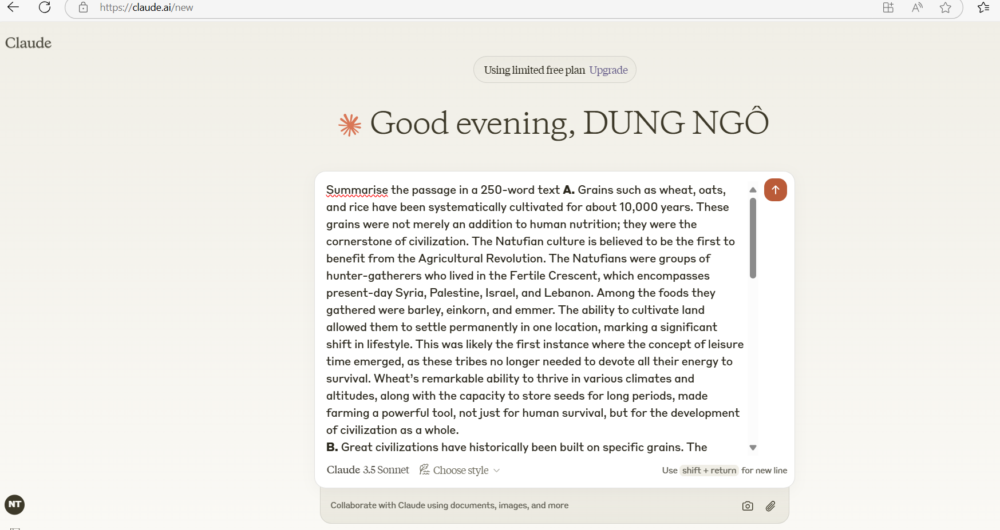 https://claude.ai/new
Claude
Using limited free plan Upgrade
Good evening, DUNG NGÔ
Summarise the passage in a 250-word text A. Grains such as wheat, oats,
and rice have been systematically cultivated for about 10,000 years. These
grains were not merely an addition to human nutrition; they were the
cornerstone of civilization. The Natufian culture is believed to be the first to
benefit from the Agricultural Revolution. The Natufians were groups of
hunter-gatherers who lived in the Fertile Crescent, which encompasses
present-day Syria, Palestine, Israel, and Lebanon. Among the foods they
gathered were barley, einkorn, and emmer. The ability to cultivate land
allowed them to settle permanently in one location, marking a significant
shift in lifestyle. This was likely the first instance where the concept of leisure
time emerged, as these tribes no longer needed to devote all their energy to
survival. Wheat’s remarkable ability to thrive in various climates and
altitudes, along with the capacity to store seeds for long periods, made
farming a powerful tool, not just for human survival, but for the development
of civilization as a whole.
B. Great civilizations have historically been built on specific grains. The
Claude 3.5 Sonnet Choose style
Use shift + return for new line
NT
Collaborate with Claude using documents, images, and more